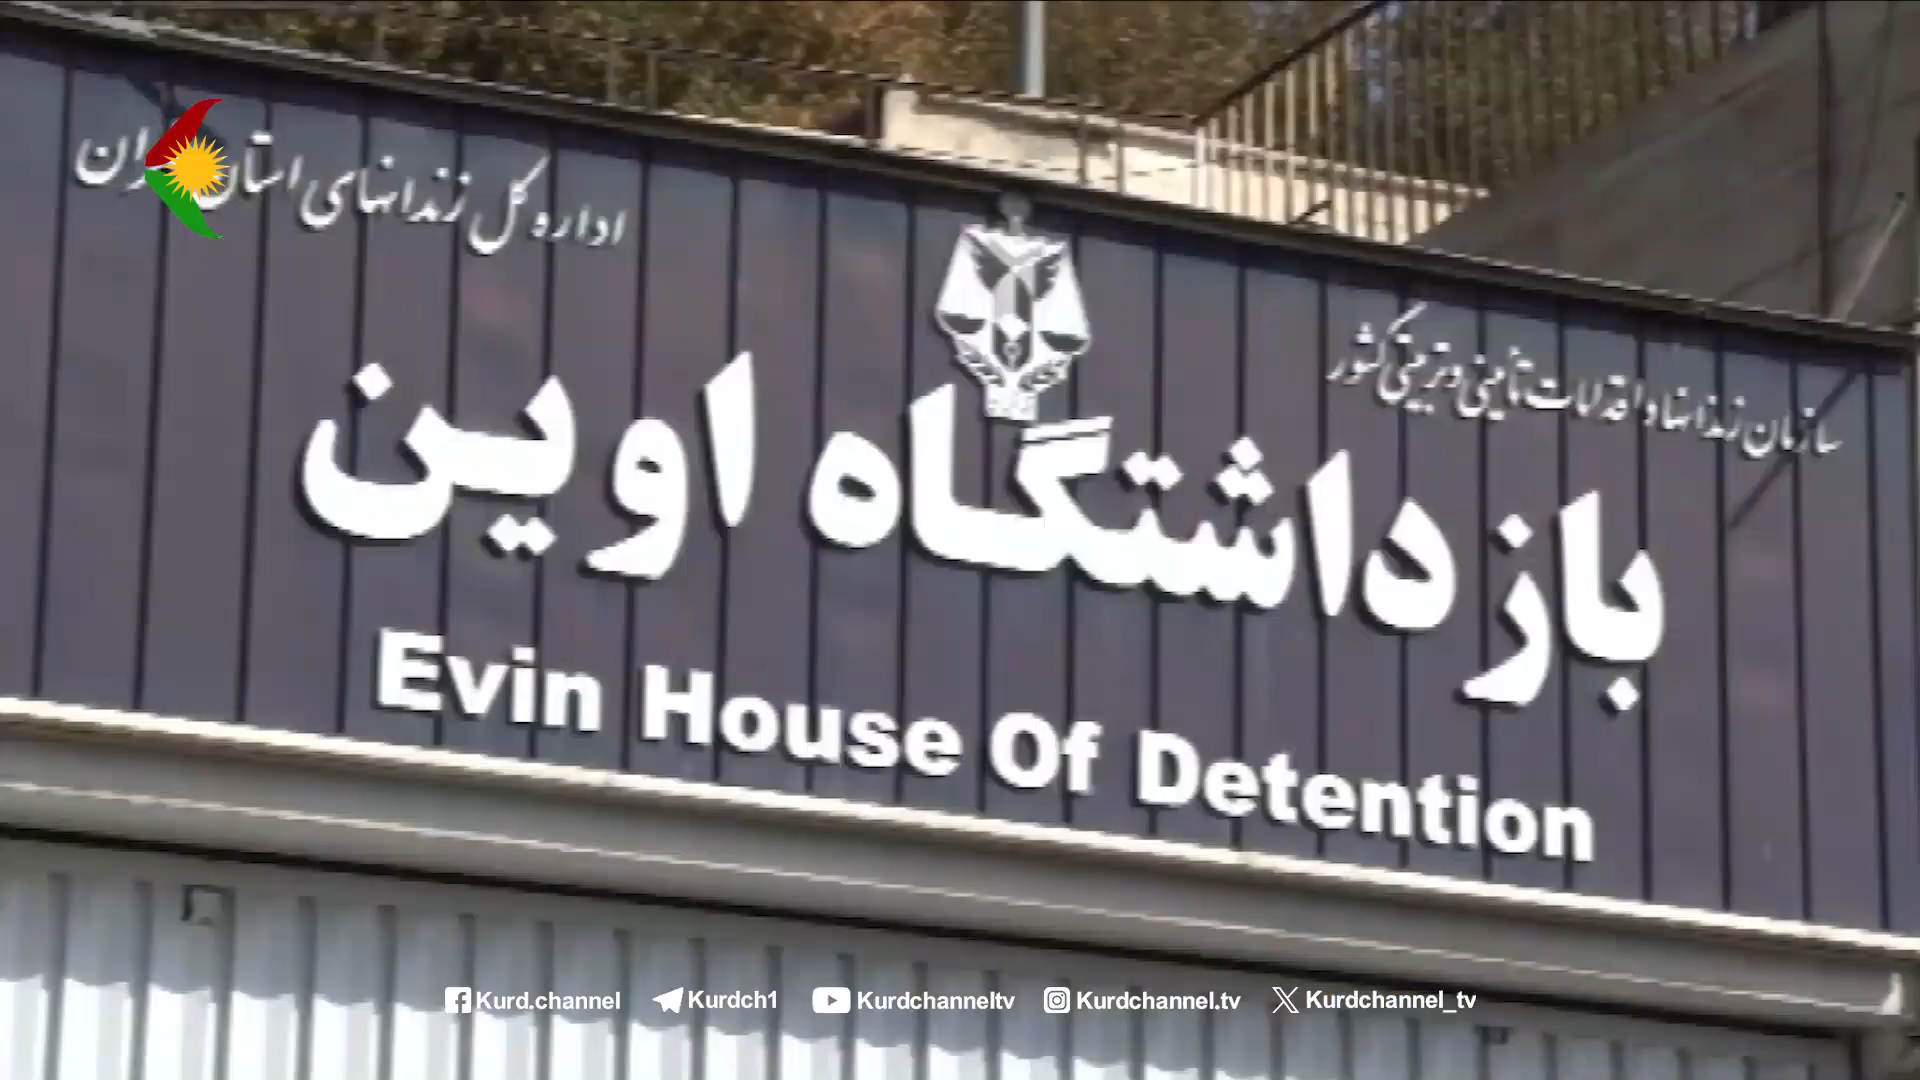 سازمان زندانها و اقدامات تأمینی و تربیتی کشور
اداره کل زندانهای استان
بازداشتگاه اوین
Evin House Of Detention
Kurd.channel
Kurdch1
Kurdchanneltv
Kurdchannel.tv
Kurdchannel_tv